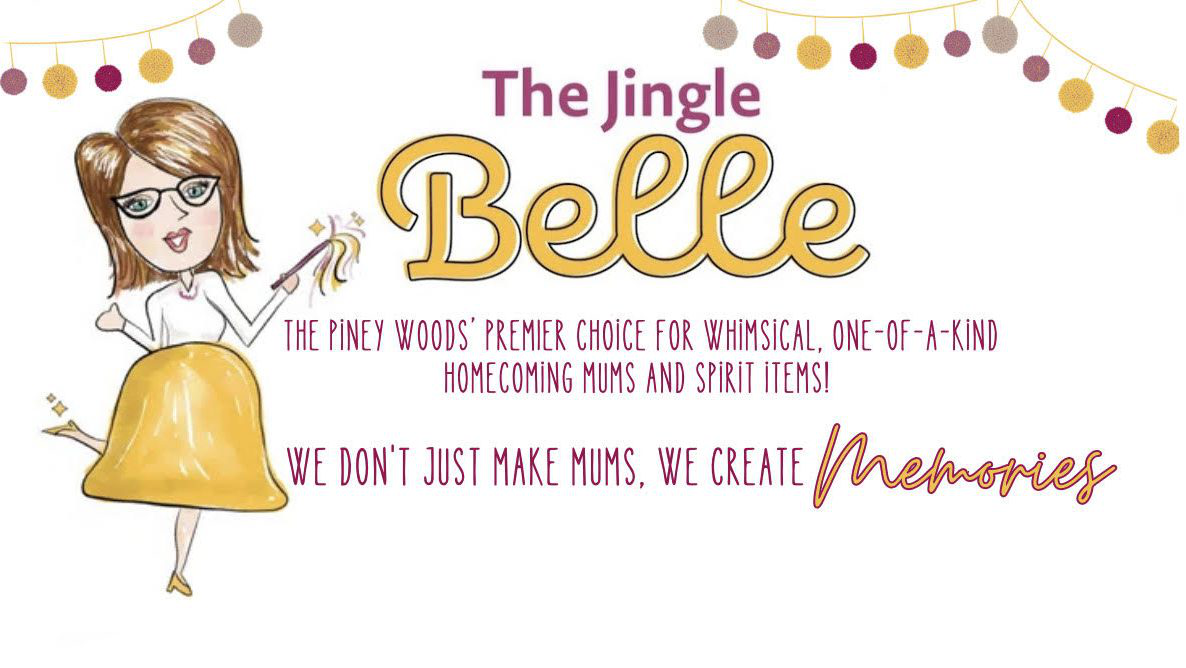 The Jingle
Belle
THE PiNEY WOODS' PREMiER CHOiCE FOR WHiMSiCAL, ONE-OF-A-KiND
HOMECOMiNG MUMS AND SPiRiT iTEMS!
WE DON'T JUST MAKE MUMS, WE CREATE Memories